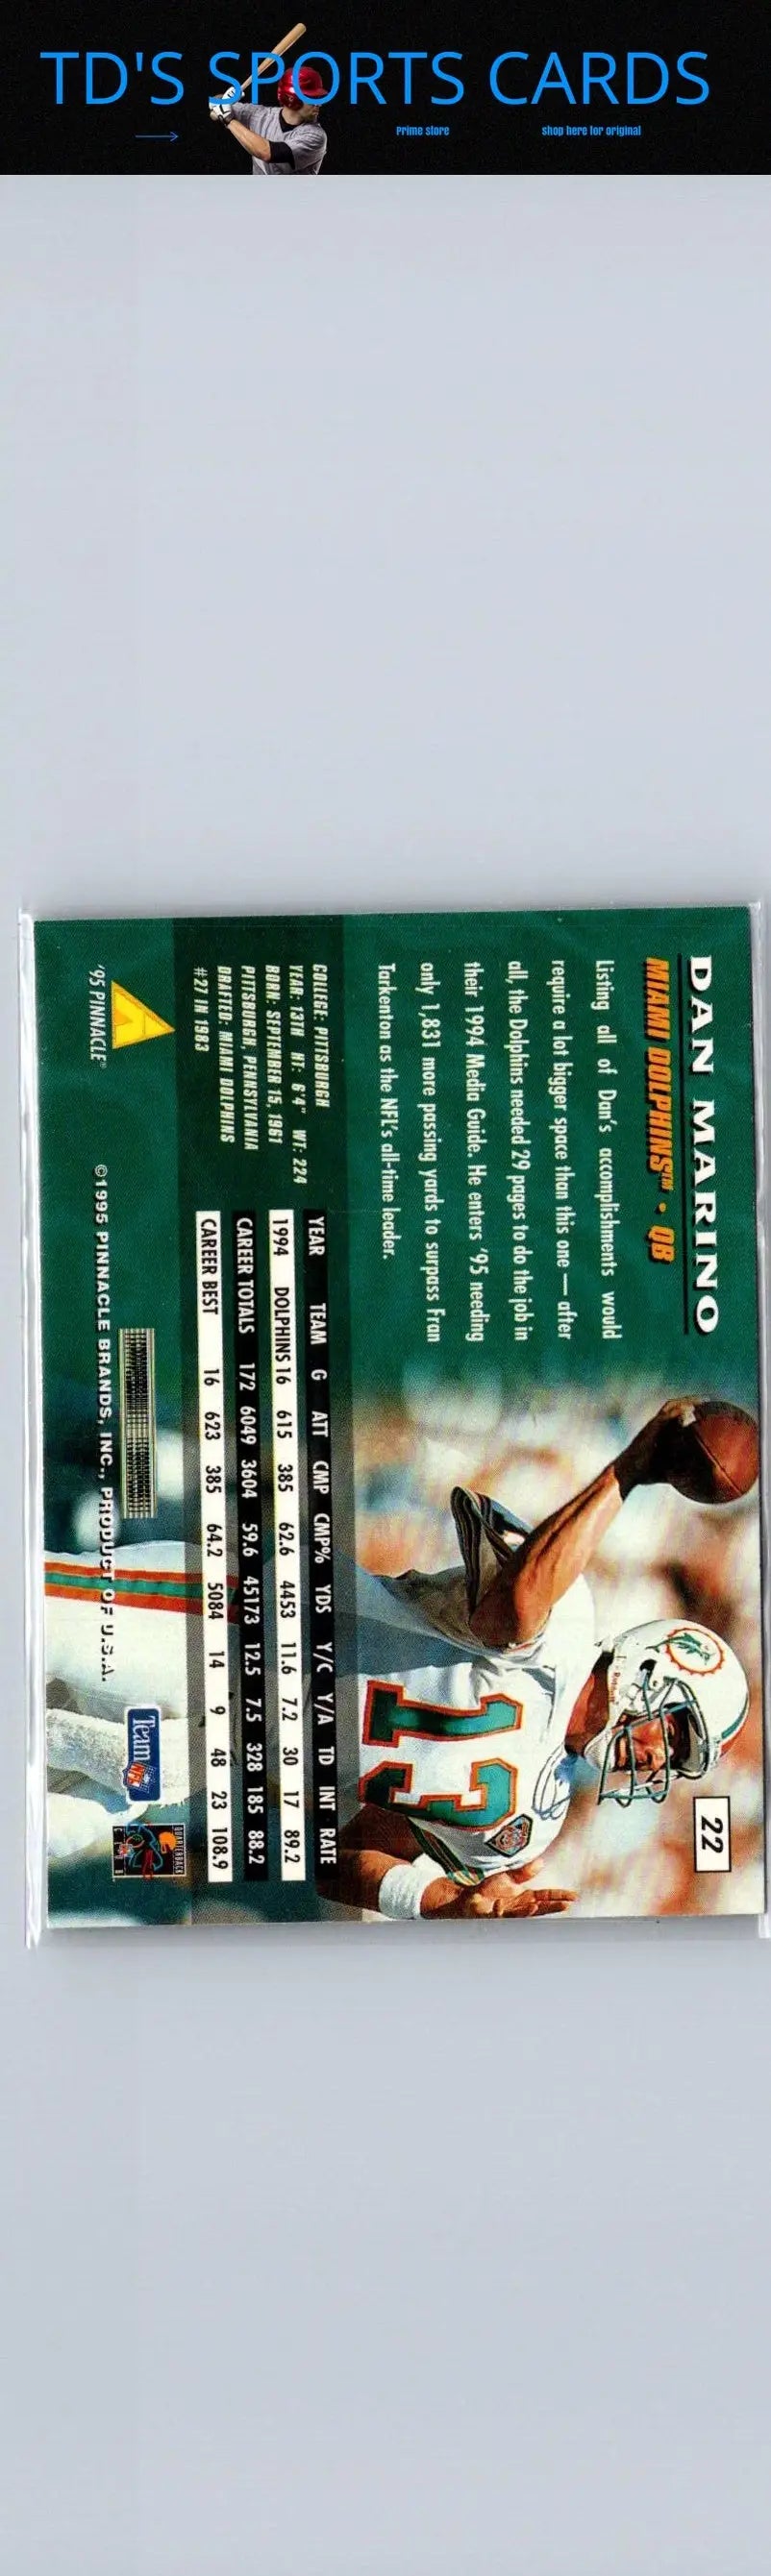 TD'S SPORTS CARDS
Prime store
shop here for original
DAN MARINO
MIAMI DOLPHINS™ • QB
22
Listing all of Dan's accomplishments would
require a lot bigger space than this one — after
all, the Dolphins needed 29 pages to do the job in
their 1994 Media Guide. He enters '95 needing
only 1,831 more passing yards to surpass Fran
Tarkenton as the NFL's all-time leader.
COLLEGE: PITTSBURGH
YEAR: 13TH HT: 6'4" WT: 224
BORN: SEPTEMBER 15, 1961
PITTSBURGH, PENNSYLVANIA
DRAFTED: MIAMI DOLPHINS
#27 IN 1983
YEAR TEAM G ATT CMP CMP% YDS Y/C Y/A TD INT RATE
1994 DOLPHINS 16 615 385 62.6 4453 11.6 7.2 30 17 89.2
CAREER TOTALS 172 6049 3604 59.6 45173 12.5 7.5 328 185 88.2
CAREER BEST 16 623 385 64.2 5084 14 9 48 23 108.9
'95 PINNACLE®
©1995 PINNACLE BRANDS, INC., PRODUCT OF U.S.A.
Team NFL
QUARTERBACK
13